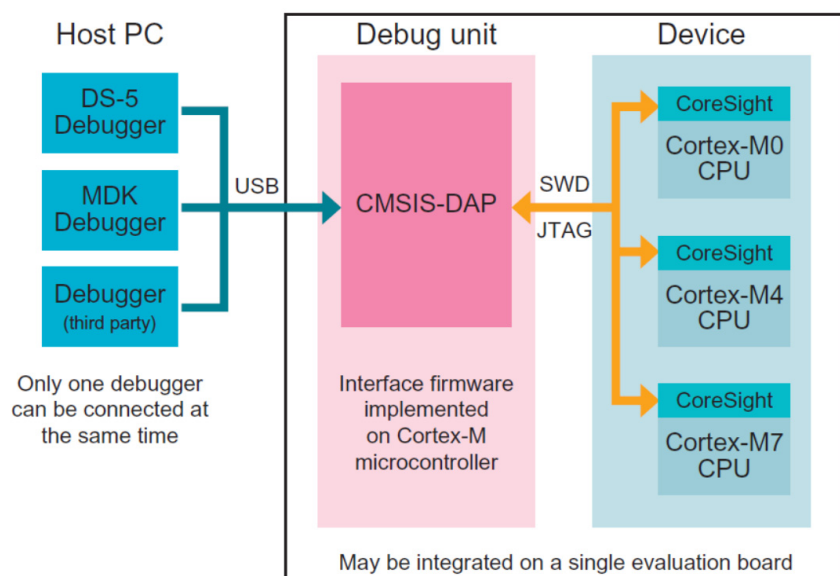 Host PC
Debug unit
Device
DS-5
Debugger
MDK
Debugger
Debugger
(third party)
Only one debugger
can be connected at
the same time
USB
CMSIS-DAP
Interface firmware
implemented
on Cortex-M
microcontroller
SWD
JTAG
CoreSight
Cortex-M0
CPU
CoreSight
Cortex-M4
CPU
CoreSight
Cortex-M7
CPU
May be integrated on a single evaluation board